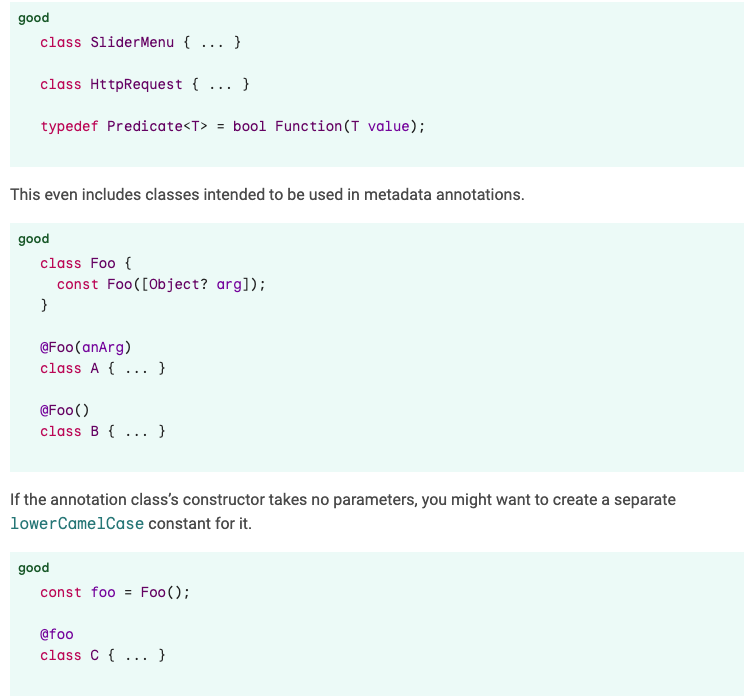 good
class SliderMenu { ... }
class HttpRequest { ... }
typedef Predicate<T> = bool Function(T value);
This even includes classes intended to be used in metadata annotations.
good
class Foo {
  const Foo([Object? arg]);
}
@Foo(anArg)
class A { ... }
@Foo()
class B { ... }
If the annotation class’s constructor takes no parameters, you might want to create a separate
lowerCamelCase constant for it.
good
const foo = Foo();
@foo
class C { ... }